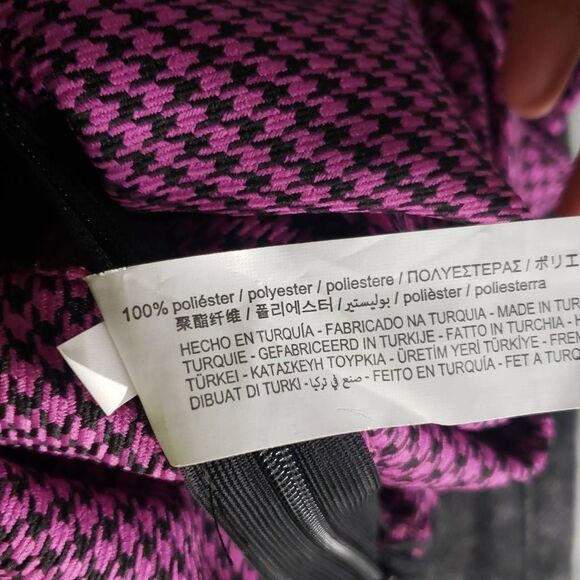 100% poliéster / polyester / poliestere / ΠΟΛΥΕΣΤΕΡΑΣ / ポリエ
聚酯纤维 / 폴리에스터 / بوليستير / polièster / poliesterra
HECHO EN TURQUÍA - FABRICADO NA TURQUIA - MADE IN TUR
TURQUIE - GEFABRICEERD IN TURKIJE - FATTO IN TURCHIA - H
TÜRKEI - ΚΑΤΑΣΚΕΥΗ ΤΟΥΡΚΙΑ - ÜRETİM YERİ TÜRKİYE - FREM
DIBUAT DI TURKI - صنع في تركيا - FEITO EN TURQUÍA - FET A TURQ